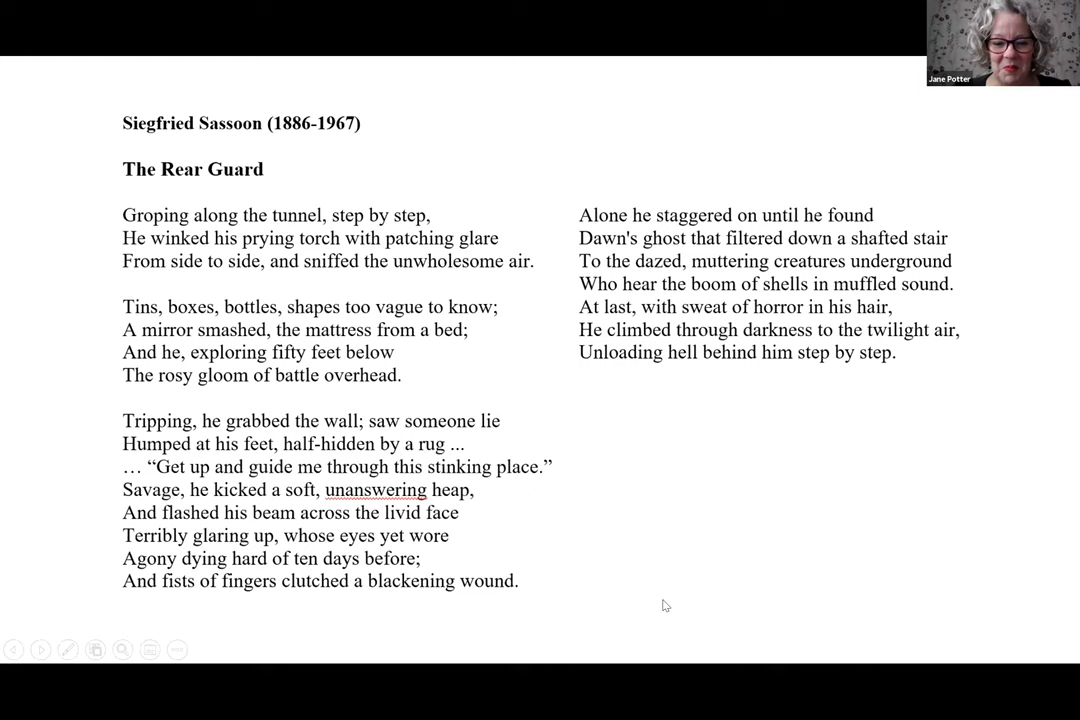 Jane Potter
Siegfried Sassoon (1886-1967)
The Rear Guard
Groping along the tunnel, step by step,
He winked his prying torch with patching glare
From side to side, and sniffed the unwholesome air.
Tins, boxes, bottles, shapes too vague to know;
A mirror smashed, the mattress from a bed;
And he, exploring fifty feet below
The rosy gloom of battle overhead.
Tripping, he grabbed the wall; saw someone lie
Humped at his feet, half-hidden by a rug ...
… “Get up and guide me through this stinking place.”
Savage, he kicked a soft, unanswering heap,
And flashed his beam across the livid face
Terribly glaring up, whose eyes yet wore
Agony dying hard of ten days before;
And fists of fingers clutched a blackening wound.
Alone he staggered on until he found
Dawn's ghost that filtered down a shafted stair
To the dazed, muttering creatures underground
Who hear the boom of shells in muffled sound.
At last, with sweat of horror in his hair,
He climbed through darkness to the twilight air,
Unloading hell behind him step by step.